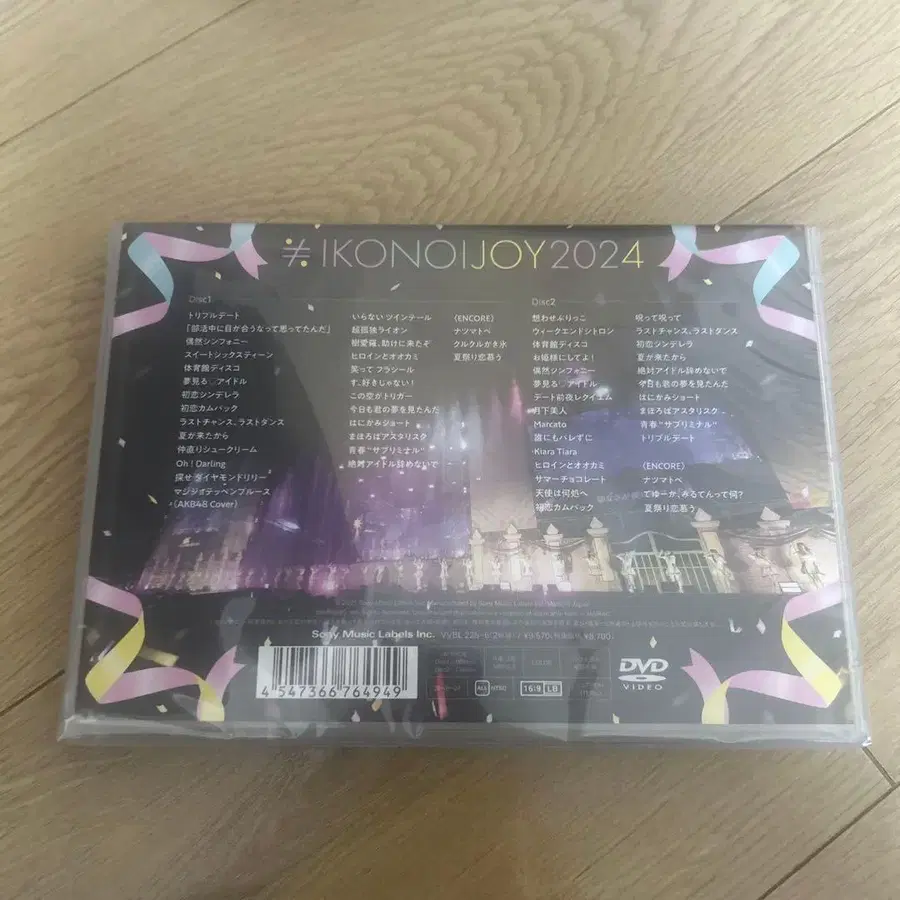 IKONOIJOY2024
Disc1
トリプルデート
「部活中に目が合うなって思ってたんだ」
偶然シンフォニー
スイートシックスティーン
体育館ディスコ
夢見る♡アイドル
初恋シンデレラ
初恋カムバック
ラストチャンス、ラストダンス
夏が来たから
仲直りシュークリーム
Oh ! Darling
探せ ダイヤモンドリリー
マジジョテッペンブルース
(AKB48 Cover)
いらないツインテール
超孤独ライオン
樹愛羅、助けに来たぞ
ヒロインとオオカミ
笑って フラジール
す、好きじゃない!
この空がトリガー
今日も君の夢を見たんだ
はにかみショート
まほろばアスタリスク
青春"サブリミナル"
絶対アイドル辞めないで
〈ENCORE〉
ナツマトペ
クルクルかき氷
夏祭り恋慕う
Disc2
想わせぶりっこ
ウィークエンドシトロン
体育館ディスコ
お姫様にしてよ!
偶然シンフォニー
夢見る♡アイドル
デート前夜レクイエム
月下美人
Marcato
誰にもバレずに
Kiara Tiara
ヒロインとオオカミ
サマーチョコレート
天使は何処へ
初恋カムバック
呪って呪って
ラストチャンス、ラストダンス
初恋シンデレラ
夏が来たから
絶対アイドル辞めないで
今日も君の夢を見たんだ
はにかみショート
まほろばアスタリスク
青春"サブリミナル"
トリプルデート
〈ENCORE〉
ナツマトペ
でゆーか、みるてんって何?
夏祭り恋慕う
Sony Music Labels Inc.
4 547366 764949
ALL NTSC
16:9 LB
DVD
VIDEO